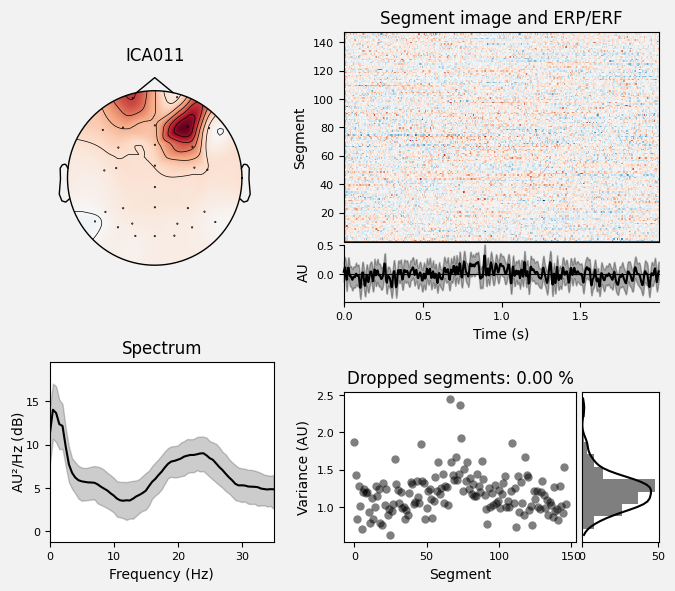 ICA011
Segment image and ERP/ERF
Segment
140
120
100
80
60
40
20
AU
0.5
0.0
0.0 0.5 1.0 1.5
Time (s)
Spectrum
AU²/Hz (dB)
15
10
5
0
0 10 20 30
Frequency (Hz)
Dropped segments: 0.00 %
Variance (AU)
2.5
2.0
1.5
1.0
0 50 100 150
Segment
0 50